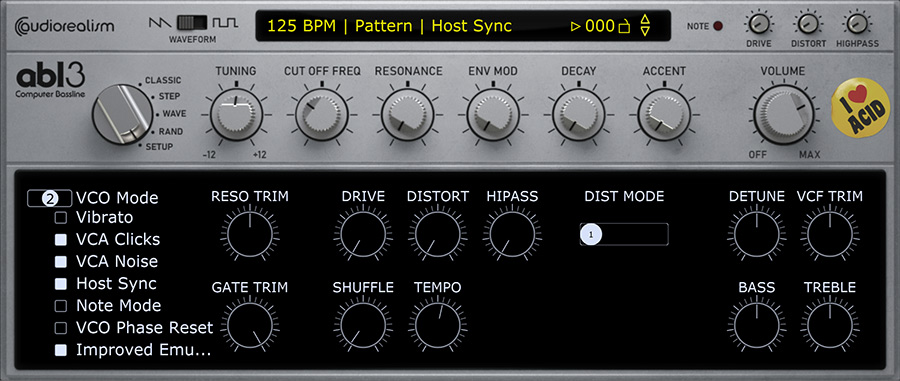 audiorealism
WAVEFORM
125 BPM | Pattern | Host Sync
000
NOTE
DRIVE
DISTORT
HIGHPASS
abl3
Computer Bassline
CLASSIC
STEP
WAVE
RAND
SETUP
TUNING
-12
+12
CUT OFF FREQ
RESONANCE
ENV MOD
DECAY
ACCENT
VOLUME
OFF
MAX
I
ACID
2
VCO Mode
Vibrato
VCA Clicks
VCA Noise
Host Sync
Note Mode
VCO Phase Reset
Improved Emu...
RESO TRIM
DRIVE
DISTORT
HIPASS
DIST MODE
1
DETUNE
VCF TRIM
GATE TRIM
SHUFFLE
TEMPO
BASS
TREBLE